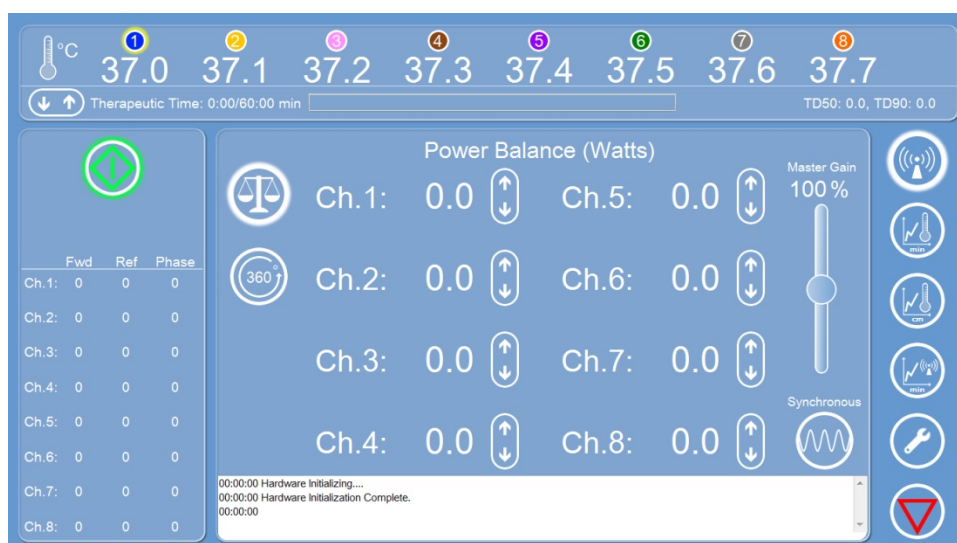 1 2 3 4 5 6 7 8
°C 37.0 37.1 37.2 37.3 37.4 37.5 37.6 37.7
Therapeutic Time: 0:00/60:00 min TD50: 0.0, TD90: 0.0
Fwd Ref Phase
Ch.1: 0 0 0
Ch.2: 0 0 0
Ch.3: 0 0 0
Ch.4: 0 0 0
Ch.5: 0 0 0
Ch.6: 0 0 0
Ch.7: 0 0 0
Ch.8: 0 0 0
Power Balance (Watts)
Ch.1: 0.0 Ch.5: 0.0
360°
Ch.2: 0.0 Ch.6: 0.0
Ch.3: 0.0 Ch.7: 0.0
Ch.4: 0.0 Ch.8: 0.0
Master Gain
100 %
Synchronous
00:00:00 Hardware Initializing....
00:00:00 Hardware Initialization Complete.
00:00:00
min
cm
min